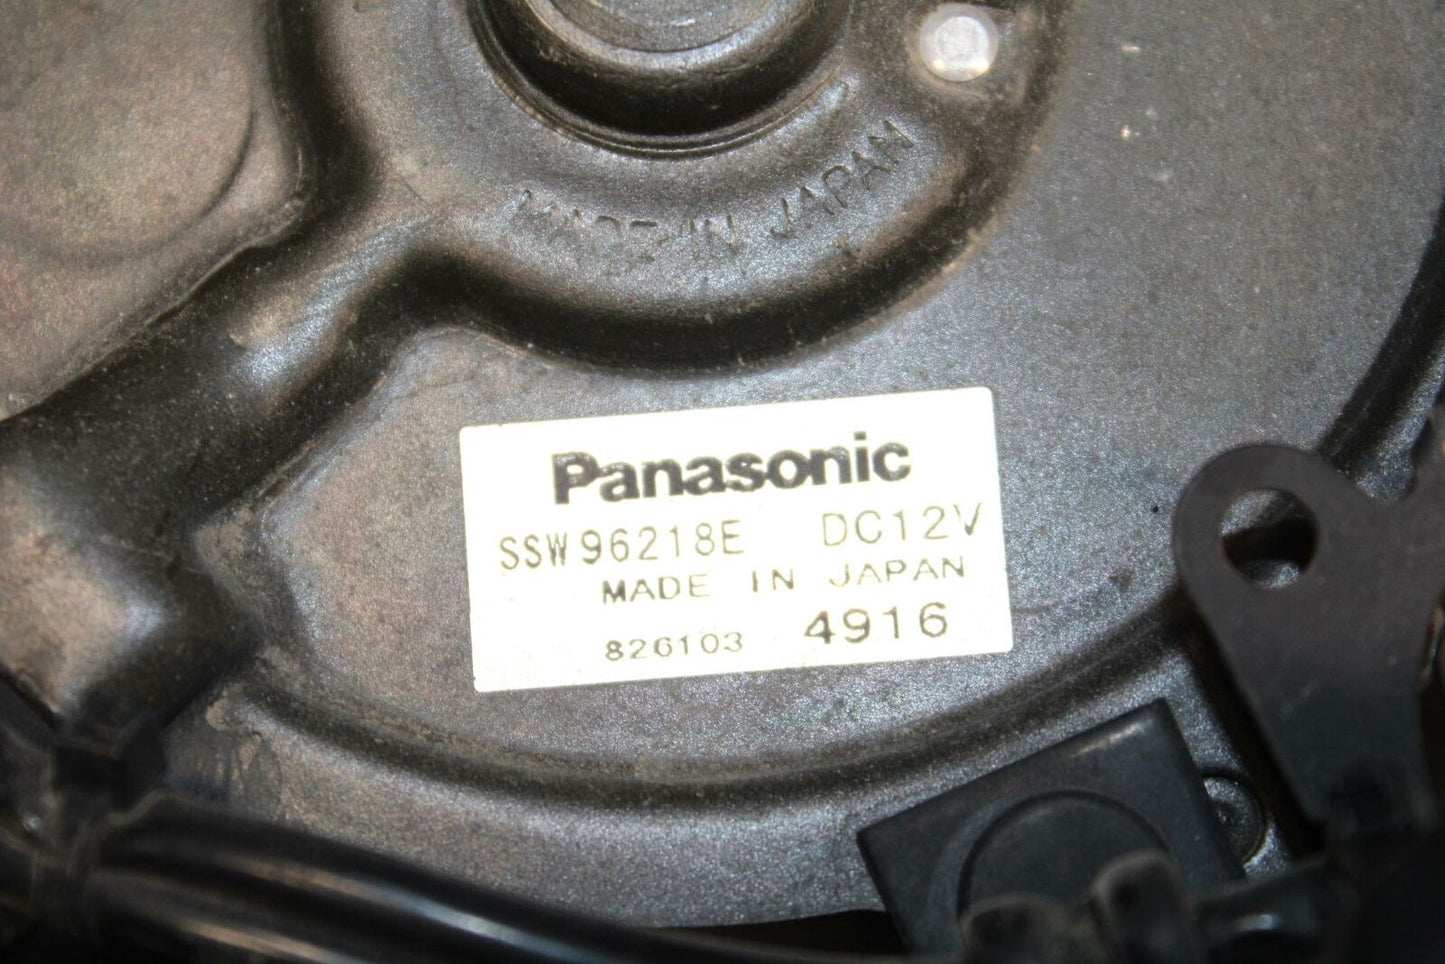 MADE IN JAPAN
Panasonic
SSW96218E DC12V
MADE IN JAPAN
826103 4916